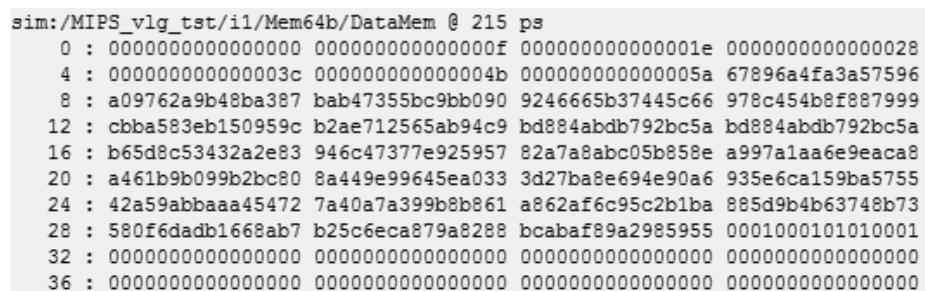 sim:/MIPS_vlg_tst/i1/Mem64b/DataMem @ 215 ps
0 : 0000000000000000 000000000000000f 000000000000001e 0000000000000028
4 : 000000000000003c 000000000000004b 000000000000005a 67896a4fa3a57596
8 : a09762a9b48ba387 bab47355bc9bb090 9246665b37445c66 978c454b8f887999
12 : cbba583eb150959c b2ae712565ab94c9 bd884abdb792bc5a bd884abdb792bc5a
16 : b65d8c53432a2e83 946c47377e925957 82a7a8abc05b858e a997a1aa6e9eaca8
20 : a461b9b099b2bc80 8a449e99645ea033 3d27ba8e694e90a6 935e6ca159ba5755
24 : 42a59abbaaa45472 7a40a7a399b8b861 a862af6c95c2b1ba 885d9b4b63748b73
28 : 580f6dadb1668ab7 b25c6eca879a8288 bcabaf89a2985955 0001000101010001
32 : 0000000000000000 0000000000000000 0000000000000000 0000000000000000
36 : 0000000000000000 0000000000000000 0000000000000000 0000000000000000